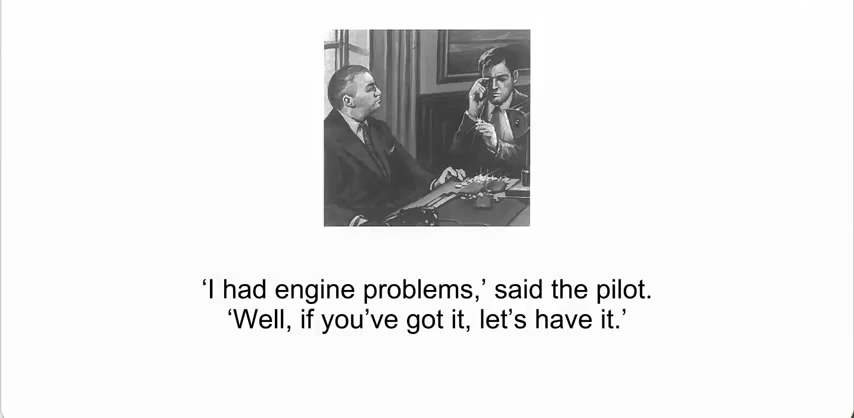 ‘I had engine problems,’ said the pilot.
‘Well, if you’ve got it, let’s have it.’